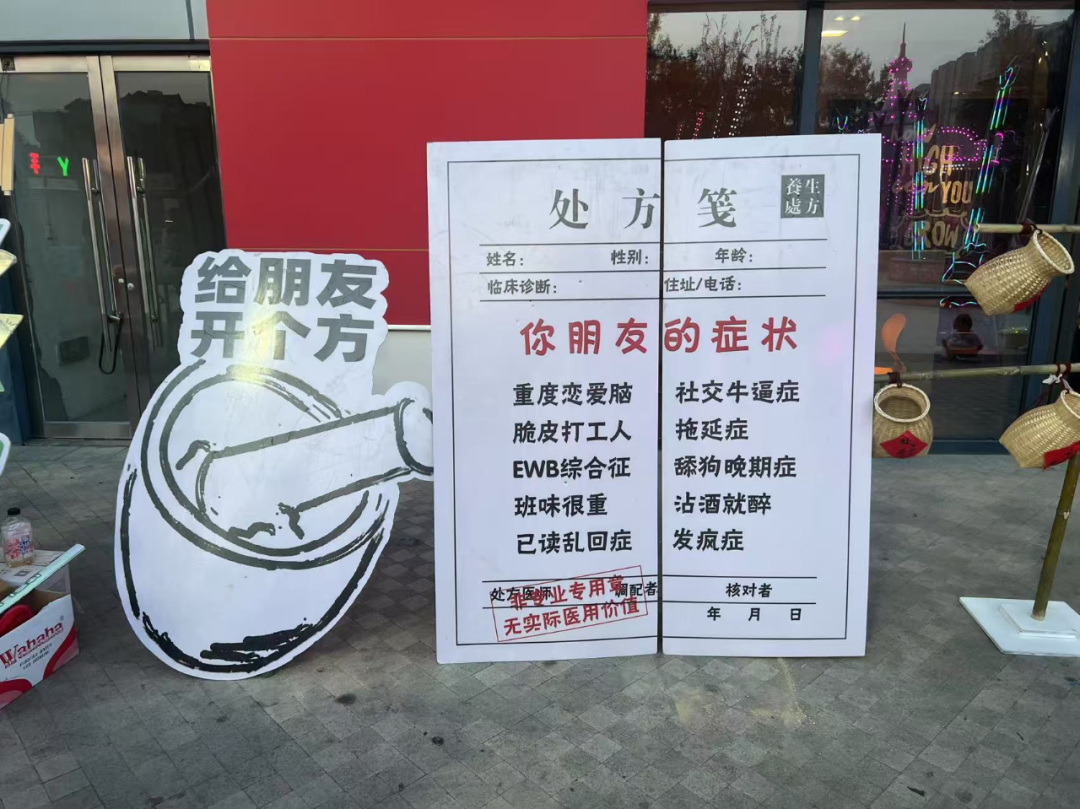 给朋友
开个方
处方笺
養生
處方
姓名: 性别: 年龄:
临床诊断: 住址/电话:
你朋友的症状
重度恋爱脑 社交牛逼症
脆皮打工人 拖延症
EWB综合征 舔狗晚期症
班味很重 沾酒就醉
已读乱回症 发疯症
处方医师 调配者 核对者
非专业专用章
无实际医用价值
年 月 日
Wahaha
HIGH
YOU
GROW